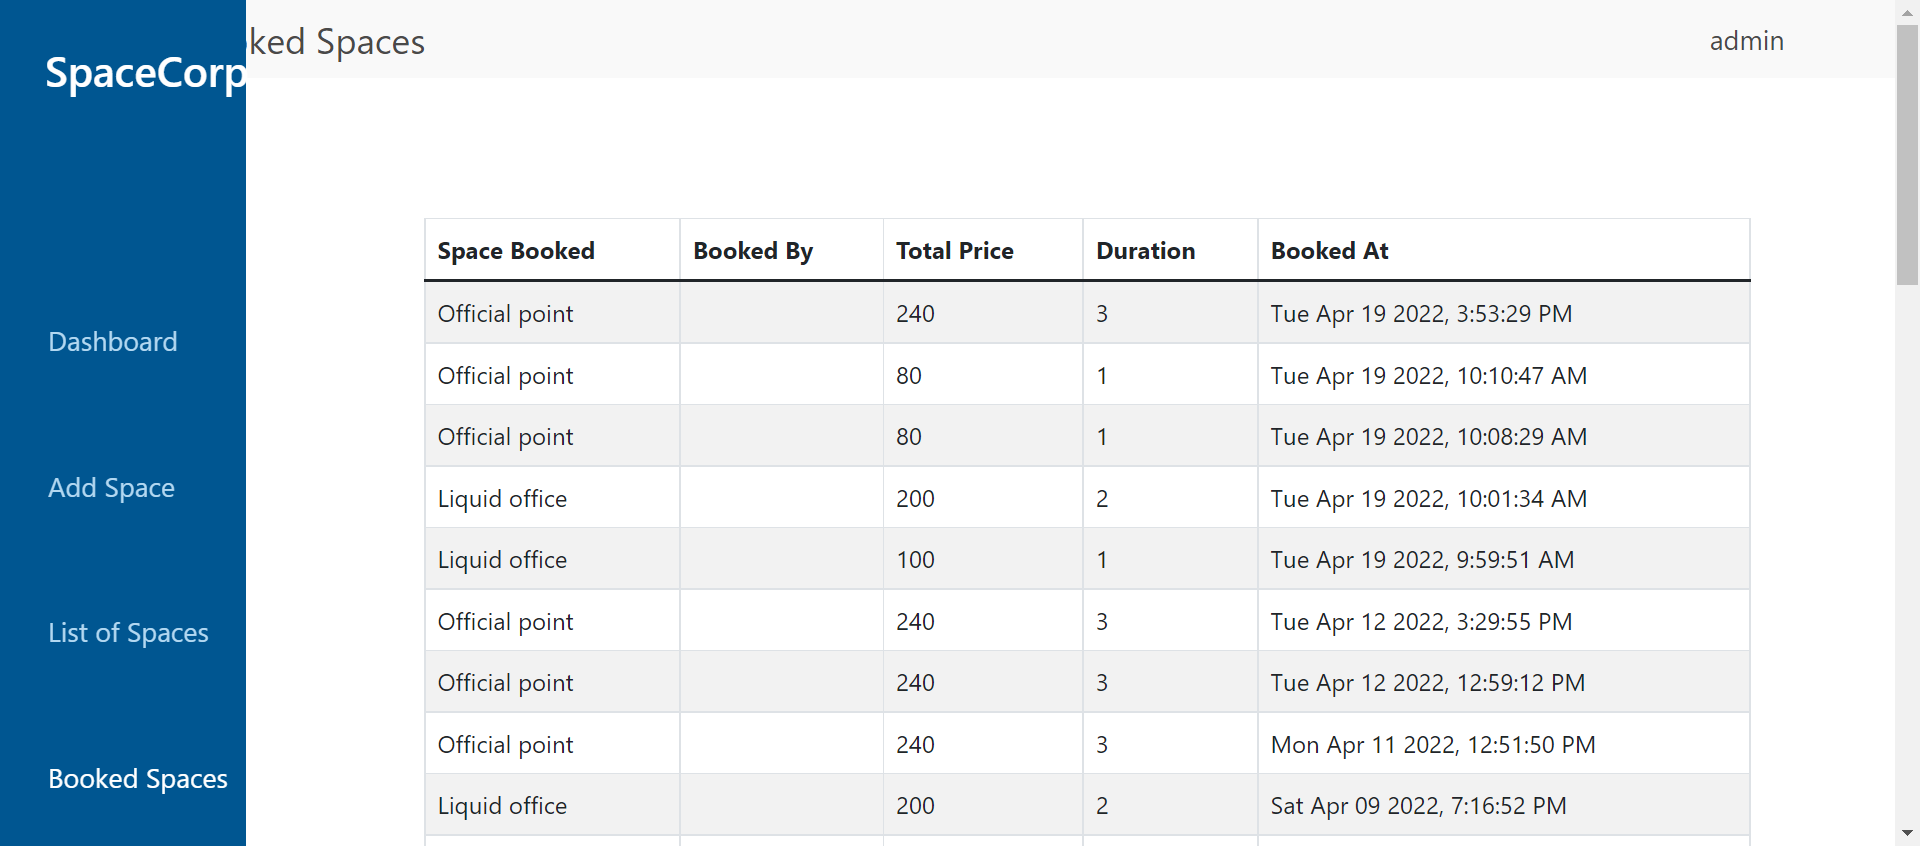 SpaceCorp
ked Spaces
admin
Dashboard
Add Space
List of Spaces
Booked Spaces
Space Booked Booked By Total Price Duration Booked At
Official point 240 3 Tue Apr 19 2022, 3:53:29 PM
Official point 80 1 Tue Apr 19 2022, 10:10:47 AM
Official point 80 1 Tue Apr 19 2022, 10:08:29 AM
Liquid office 200 2 Tue Apr 19 2022, 10:01:34 AM
Liquid office 100 1 Tue Apr 19 2022, 9:59:51 AM
Official point 240 3 Tue Apr 12 2022, 3:29:55 PM
Official point 240 3 Tue Apr 12 2022, 12:59:12 PM
Official point 240 3 Mon Apr 11 2022, 12:51:50 PM
Liquid office 200 2 Sat Apr 09 2022, 7:16:52 PM